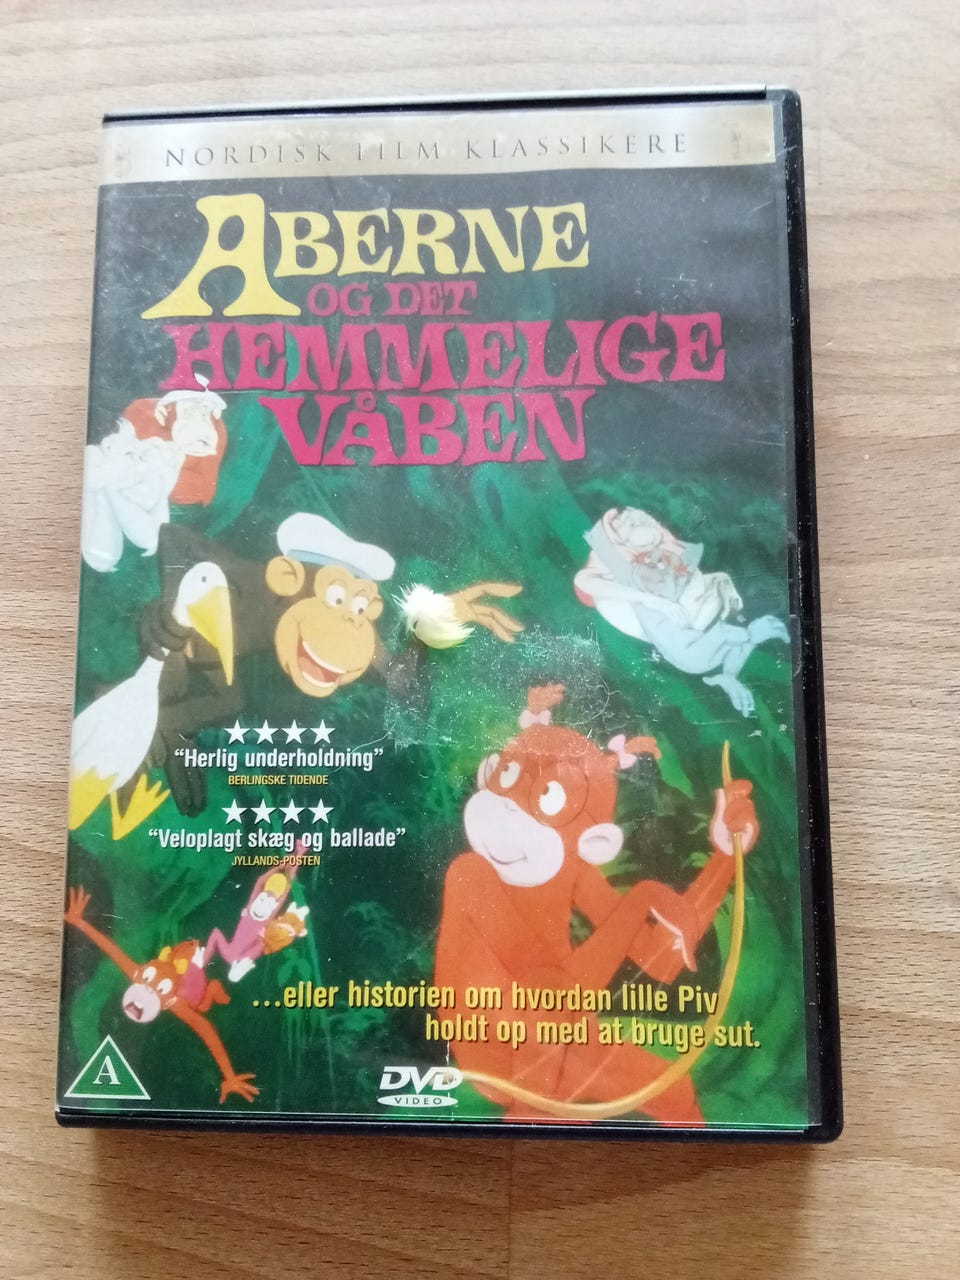 NORDISK FILM KLASSIKERE
ABERNE
OG DET
HEMMELIGE
VÅBEN
★★★★
“Herlig underholdning”
BERLINGSKE TIDENDE
★★★★
“Veloplagt skæg og ballade”
JYLLANDS-POSTEN
...eller historien om hvordan lille Piv
holdt op med at bruge sut.
A
DVD
VIDEO